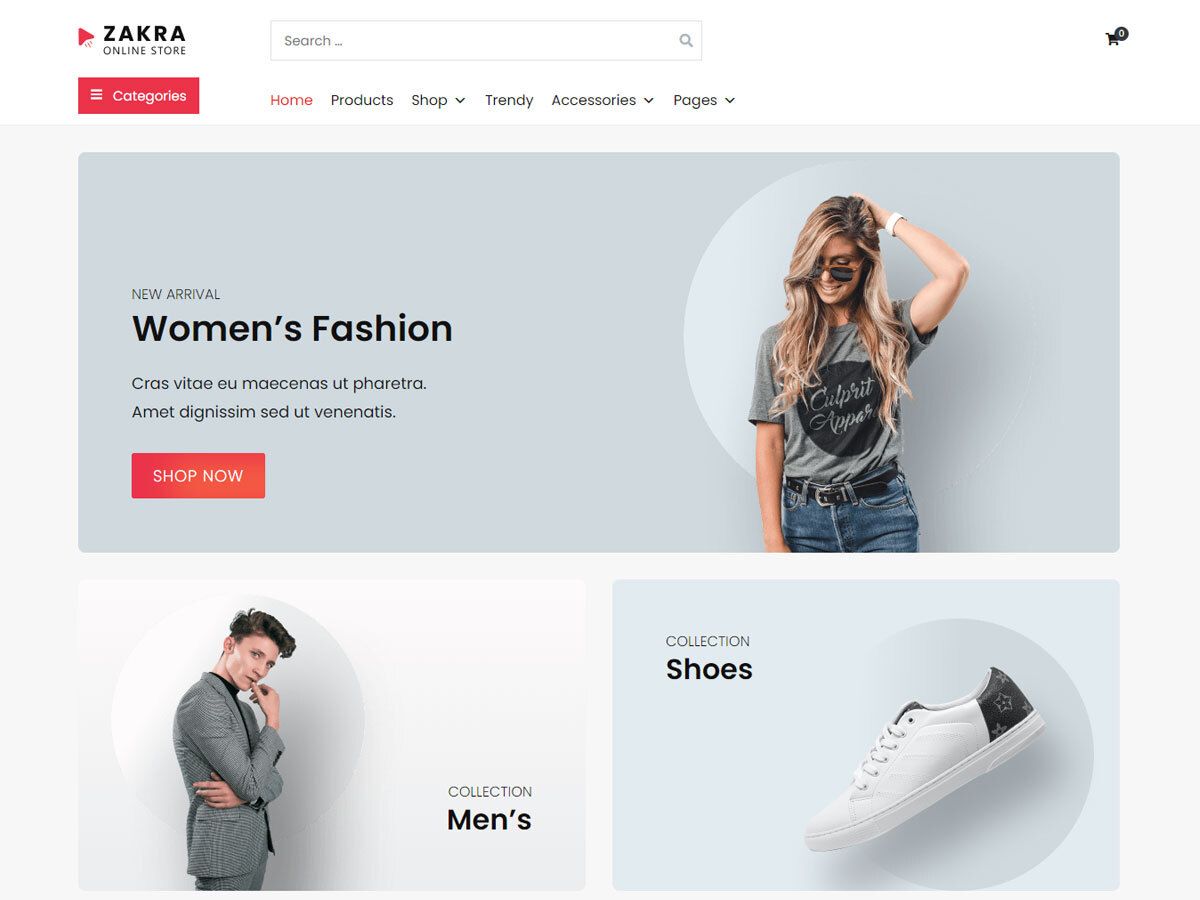 ZAKRA
ONLINE STORE
Search ...
0
Categories
Home Products Shop Trendy Accessories Pages
NEW ARRIVAL
Women’s Fashion
Cras vitae eu maecenas ut pharetra.
Amet dignissim sed ut venenatis.
SHOP NOW
Culprit
Appar
COLLECTION
Men’s
COLLECTION
Shoes